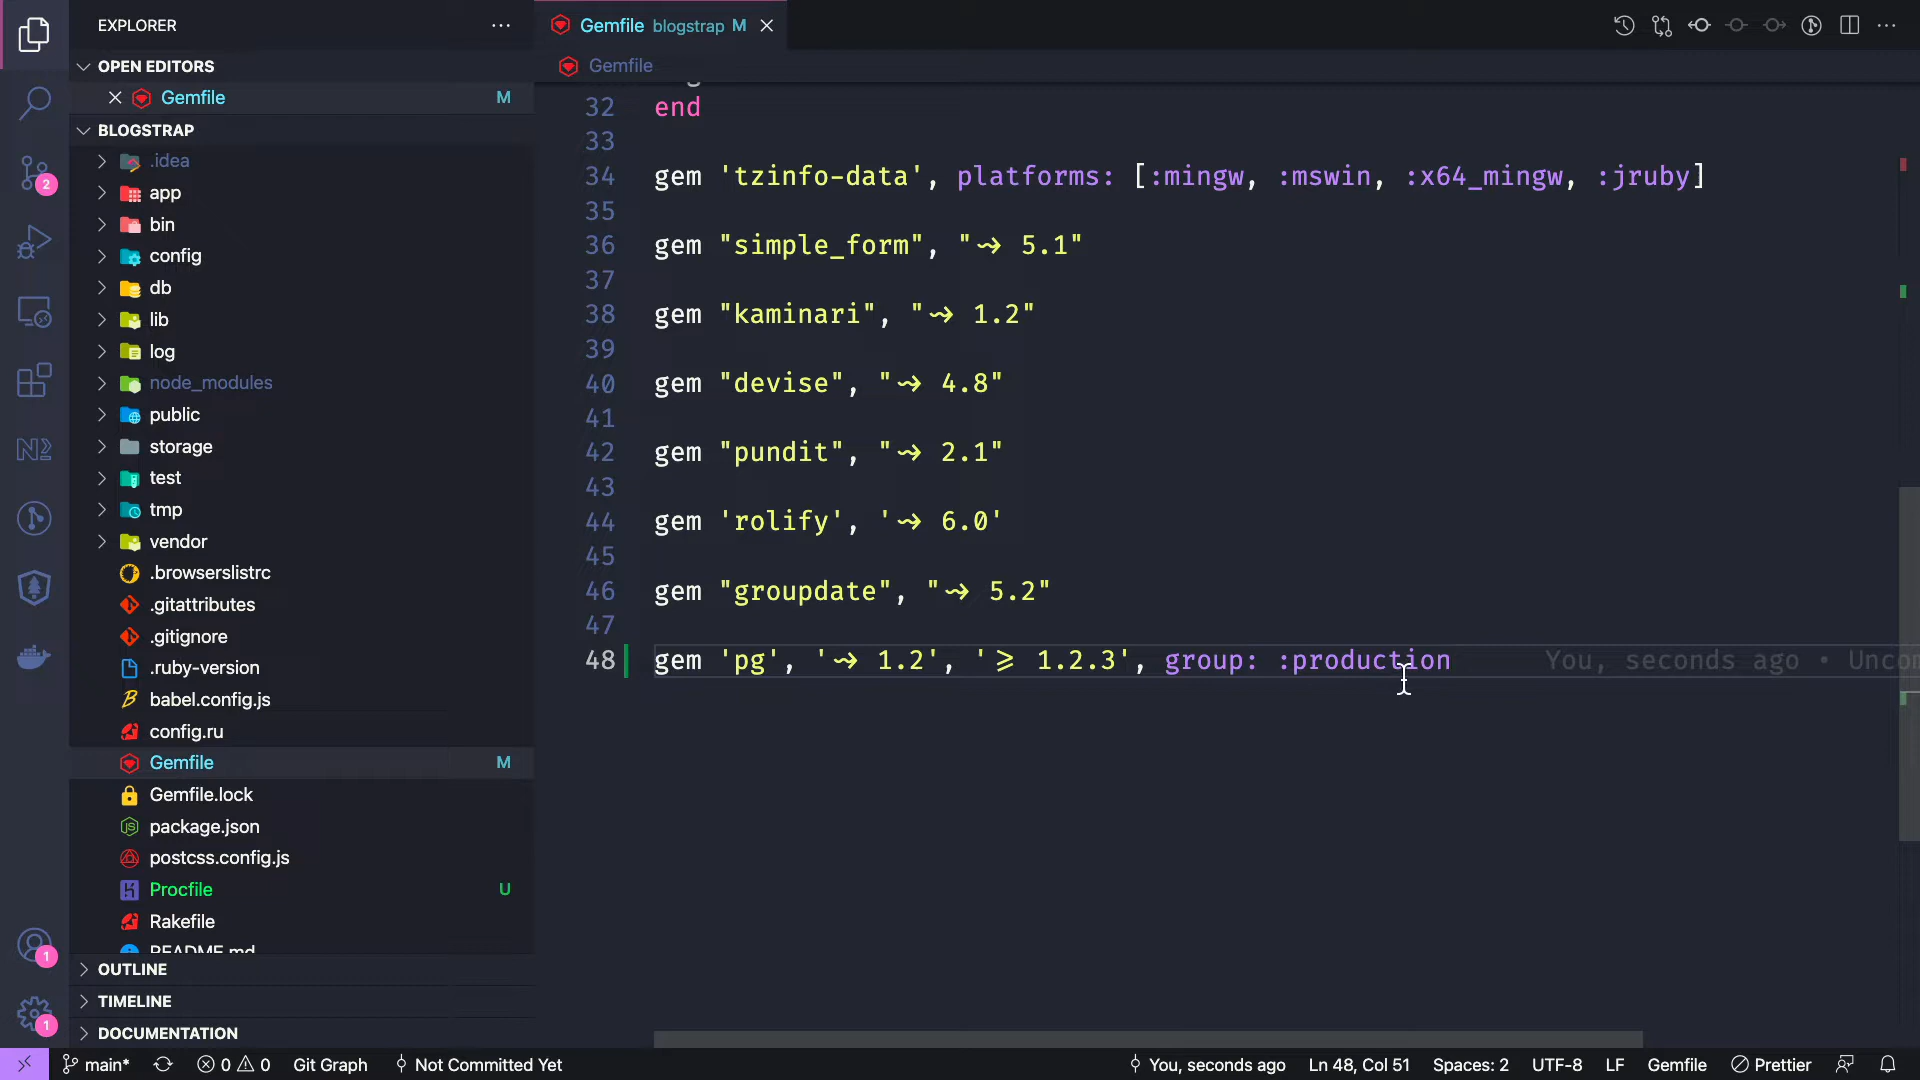 EXPLORER
OPEN EDITORS
Gemfile M
BLOGSTRAP
.idea
app
bin
config
db
lib
log
node_modules
public
storage
test
tmp
vendor
.browserslistrc
.gitattributes
.gitignore
.ruby-version
babel.config.js
config.ru
Gemfile M
Gemfile.lock
package.json
postcss.config.js
Procfile U
Rakefile
README.md
OUTLINE
TIMELINE
DOCUMENTATION
2
1
1
Gemfile blogstrap M
Gemfile
32 end
33
34 gem 'tzinfo-data', platforms: [:mingw, :mswin, :x64_mingw, :jruby]
35
36 gem "simple_form", "~> 5.1"
37
38 gem "kaminari", "~> 1.2"
39
40 gem "devise", "~> 4.8"
41
42 gem "pundit", "~> 2.1"
43
44 gem 'rolify', '~> 6.0'
45
46 gem "groupdate", "~> 5.2"
47
48 gem 'pg', '~> 1.2', '>= 1.2.3', group: :production You, seconds ago • Uncom
main* 0 0 Git Graph Not Committed Yet You, seconds ago Ln 48, Col 51 Spaces: 2 UTF-8 LF Gemfile Prettier